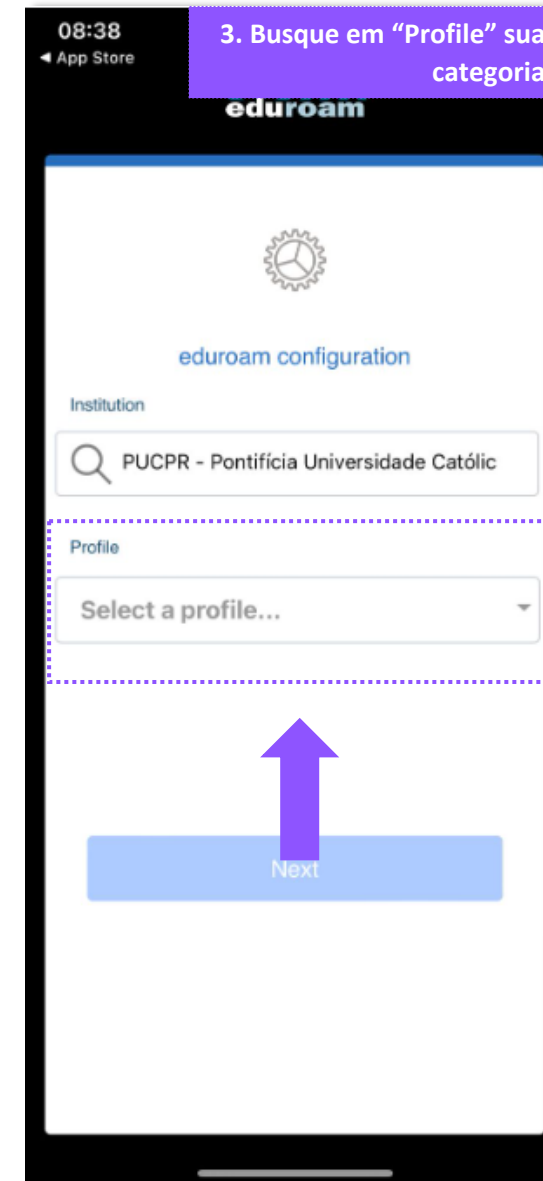 08:38
◀ App Store
3. Busque em “Profile” sua
categoria
eduroam
eduroam configuration
Institution
PUCPR - Pontifícia Universidade Católic
Profile
Select a profile...
Next